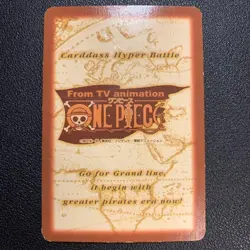 Carddass Hyper Battle
From TV animation
ワンピース
ONE PIECE
Go for Grand line,
it begin with
greater pirates era now!